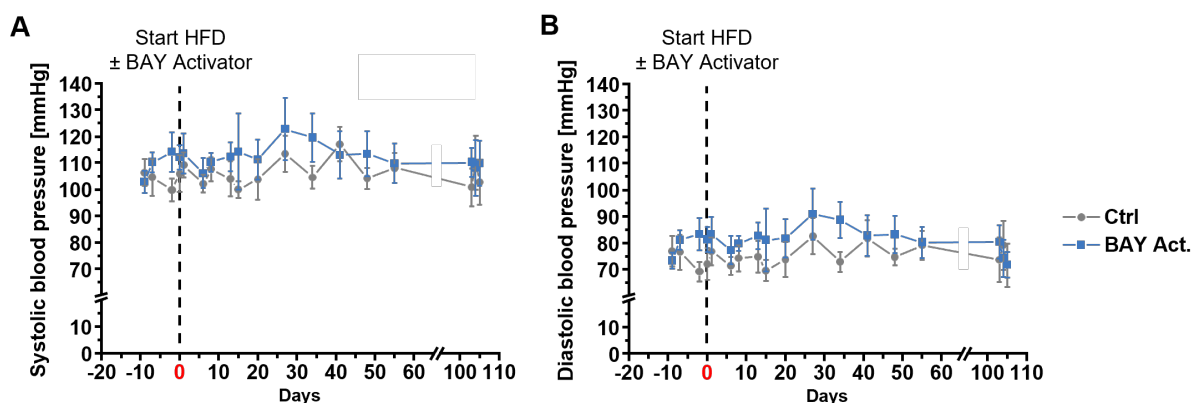 A
Start HFD
± BAY Activator
Systolic blood pressure [mmHg]
140
130
120
110
100
90
80
70
10
0
-20 -10 0 10 20 30 40 50 60 100 110
Days
B
Start HFD
± BAY Activator
Diastolic blood pressure [mmHg]
140
130
120
110
100
90
80
70
10
0
-20 -10 0 10 20 30 40 50 60 100 110
Days
Ctrl
BAY Act.